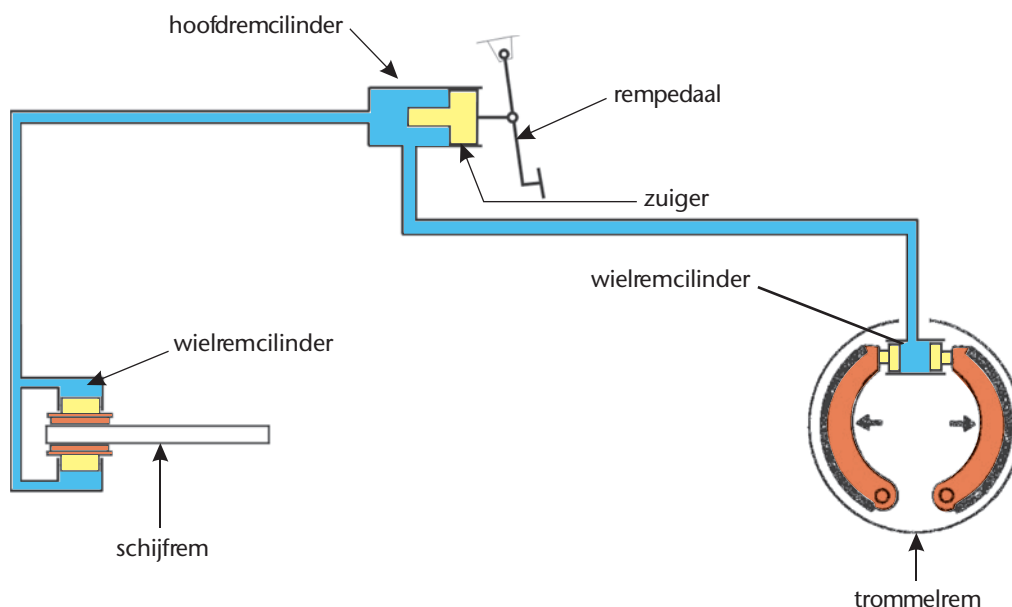 hoofdremcilinder
rempedaal
zuiger
wielremcilinder
wielremcilinder
schijfrem
trommelrem